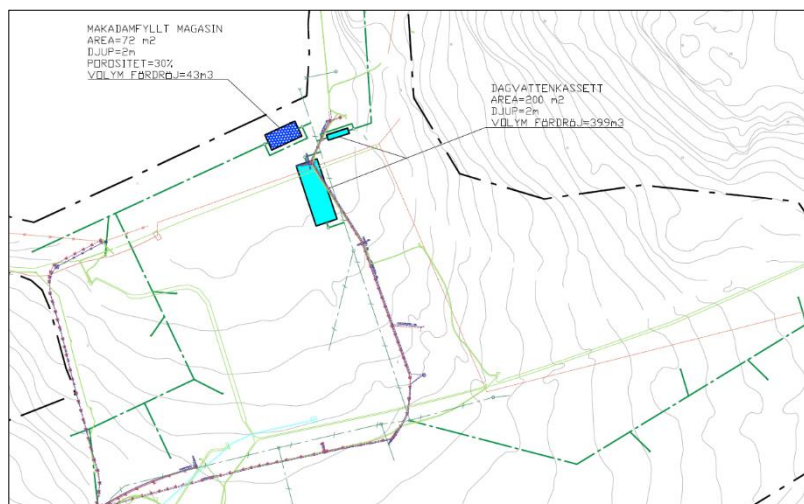 MAKADAMFYLLT MAGASIN
AREA=72 m2
DJUP=2m
POROSITET=30%
VOLYM FÖRDRÖJ=43m3
DAGVATTENKASSETT
AREA=200 m2
DJUP=2m
VOLYM FÖRDRÖJ=399m3